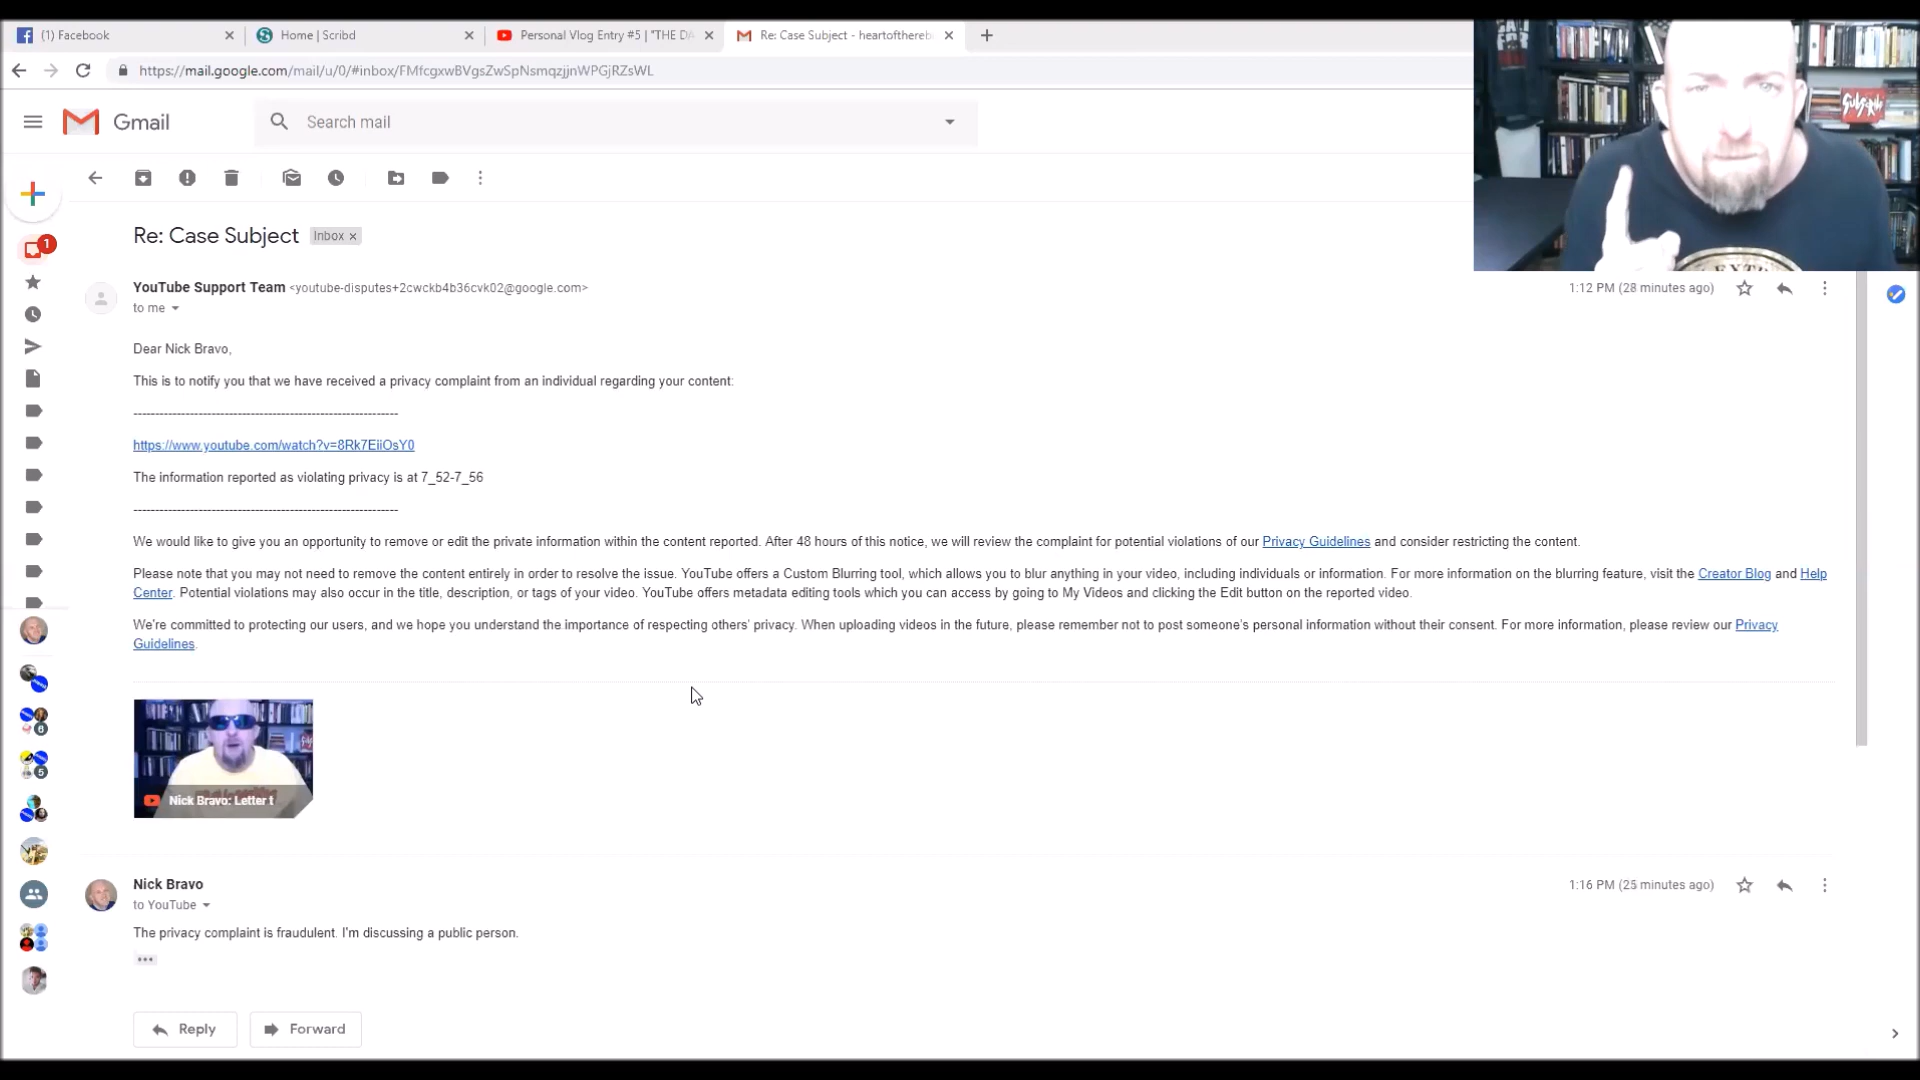 (1) Facebook
Home | Scribd
Personal Vlog Entry #5 | "THE DA
Re: Case Subject - heartofthereb
https://mail.google.com/mail/u/0/#inbox/FMfcgxwBVgsZwSpNsmqzjjnWPGjRZsWL
Gmail
Search mail
SUBSCRIBE
Re: Case Subject Inbox x
1
YouTube Support Team <youtube-disputes+2cwckb4b36cvk02@google.com>
1:12 PM (28 minutes ago)
to me
Dear Nick Bravo,
This is to notify you that we have received a privacy complaint from an individual regarding your content:
----------------------------------------------------------------
https://www.youtube.com/watch?v=8Rk7EiiOsY0
The information reported as violating privacy is at 7_52-7_56
----------------------------------------------------------------
We would like to give you an opportunity to remove or edit the private information within the content reported. After 48 hours of this notice, we will review the complaint for potential violations of our Privacy Guidelines and consider restricting the content.
Please note that you may not need to remove the content entirely in order to resolve the issue. YouTube offers a Custom Blurring tool, which allows you to blur anything in your video, including individuals or information. For more information on the blurring feature, visit the Creator Blog and Help
Center. Potential violations may also occur in the title, description, or tags of your video. YouTube offers metadata editing tools which you can access by going to My Videos and clicking the Edit button on the reported video.
We're committed to protecting our users, and we hope you understand the importance of respecting others' privacy. When uploading videos in the future, please remember not to post someone's personal information without their consent. For more information, please review our Privacy
Guidelines.
6
5
Nick Bravo: Letter t
Nick Bravo
1:16 PM (25 minutes ago)
to YouTube
The privacy complaint is fraudulent. I'm discussing a public person.
Reply
Forward